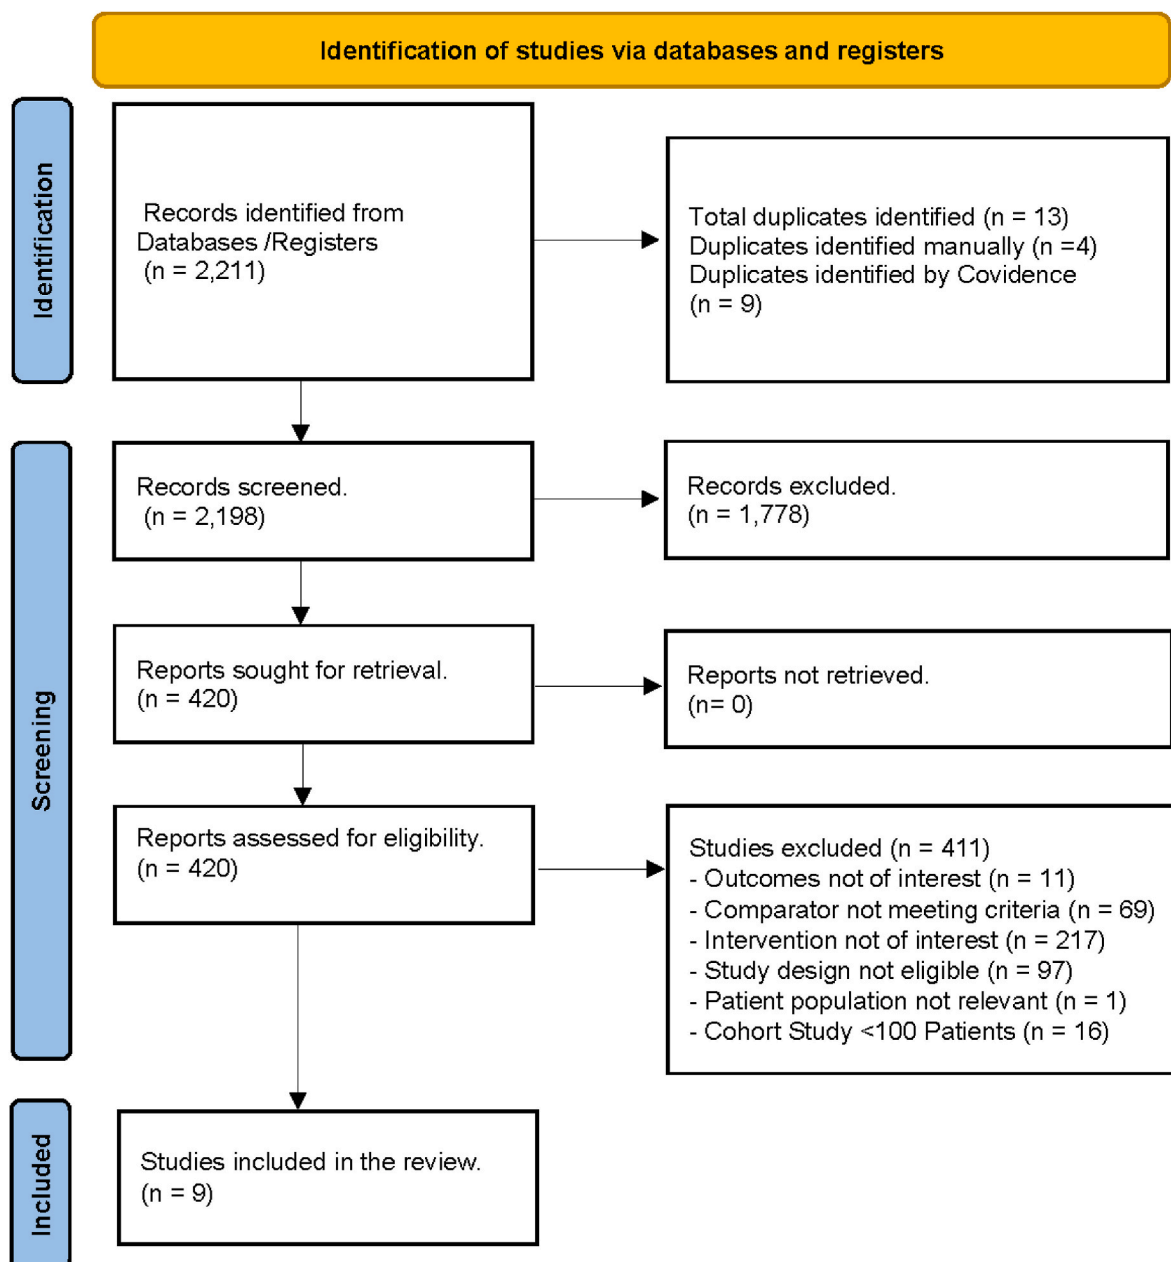 Identification of studies via databases and registers
Identification
Records identified from
Databases /Registers
(n = 2,211)
Total duplicates identified (n = 13)
Duplicates identified manually (n =4)
Duplicates identified by Covidence
(n = 9)
Screening
Records screened.
(n = 2,198)
Records excluded.
(n = 1,778)
Reports sought for retrieval.
(n = 420)
Reports not retrieved.
(n= 0)
Reports assessed for eligibility.
(n = 420)
Studies excluded (n = 411)
- Outcomes not of interest (n = 11)
- Comparator not meeting criteria (n = 69)
- Intervention not of interest (n = 217)
- Study design not eligible (n = 97)
- Patient population not relevant (n = 1)
- Cohort Study <100 Patients (n = 16)
Included
Studies included in the review.
(n = 9)